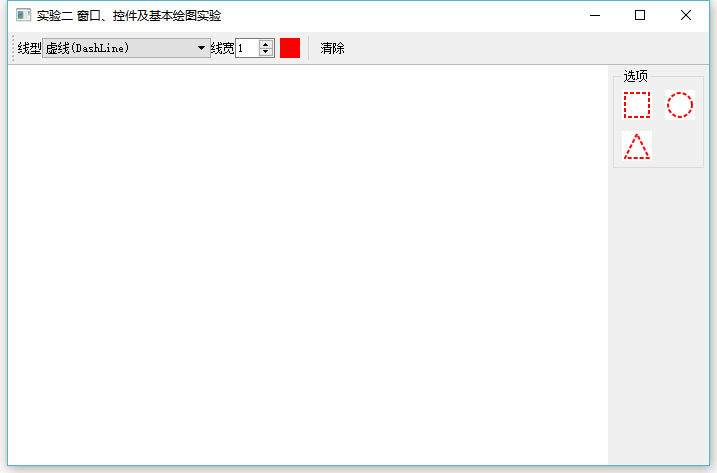 实验二 窗口、控件及基本绘图实验
线型 虚线(DashLine) 线宽 1 清除
选项